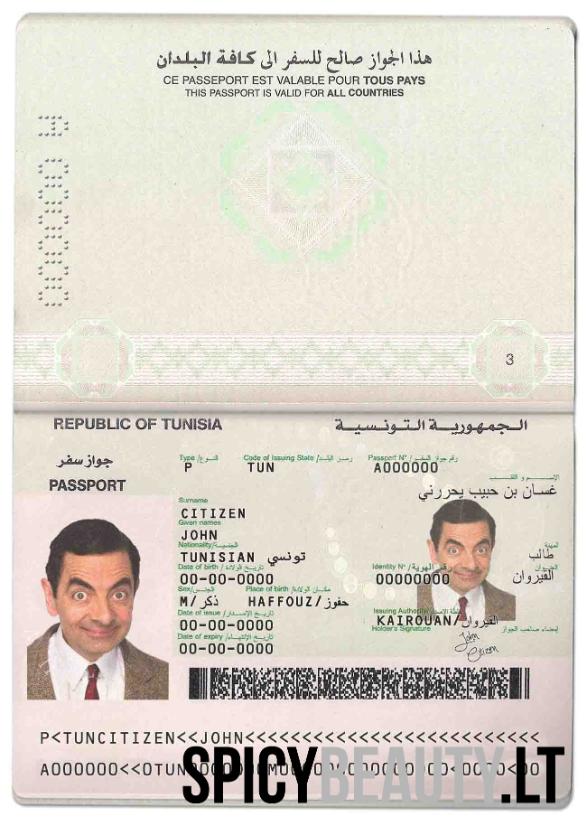 هذا الجواز صالح للسفر الى كافة البلدان
CE PASSEPORT EST VALABLE POUR TOUS PAYS
THIS PASSPORT IS VALID FOR ALL COUNTRIES
3
REPUBLIC OF TUNISIA الـجمهوريـة التـونـسيـة
جواز سفر
PASSPORT
Type / النوع Code of Issuing State / رمز البلد Passport N° / رقم جواز السفر
P TUN A000000
الإسم و اللقب
غسان بن حبيب يحررني
Surname
CITIZEN
Given names
JOHN
Nationality / الجنسية
TUNISIAN تونسي
المهنة
طالب
Date of birth / تاريخ الولادة Identity N° / رقم الهوية
00-00-0000 00000000 القيروان
Sex / الجنس Place of birth / مكان الولادة
M/ذكر HAFFOUZ/حفوز
Date of issue / تاريخ الإصدار Issuing Authority
00-00-0000 KAIROUAN/القيروان
Date of expiry / تاريخ الإنتهاء Holder's Signature إمضاء صاحب الجواز
00-00-0000
John
P<TUNCITIZEN<<JOHN<<<<<<<<<<<<<<<<<<<<<<<<<<
A000000<<0TUN
SPICYBEAUTY.LT